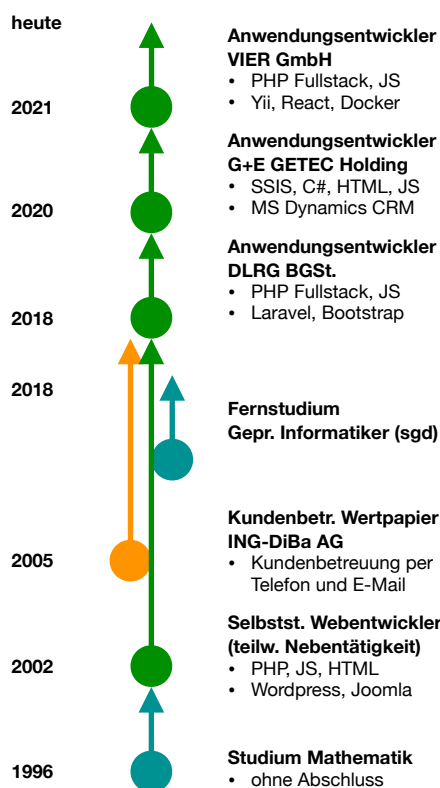 heute
Anwendungsentwickler
VIER GmbH
• PHP Fullstack, JS
2021
• Yii, React, Docker
Anwendungsentwickler
G+E GETEC Holding
• SSIS, C#, HTML, JS
2020
• MS Dynamics CRM
Anwendungsentwickler
DLRG BGSt.
• PHP Fullstack, JS
2018
• Laravel, Bootstrap
2018
Fernstudium
Gepr. Informatiker (sgd)
Kundenbetr. Wertpapier
ING-DiBa AG
2005
• Kundenbetreuung per
Telefon und E-Mail
Selbstst. Webentwickler
(teilw. Nebentätigkeit)
2002
• PHP, JS, HTML
• Wordpress, Joomla
Studium Mathematik
1996
• ohne Abschluss